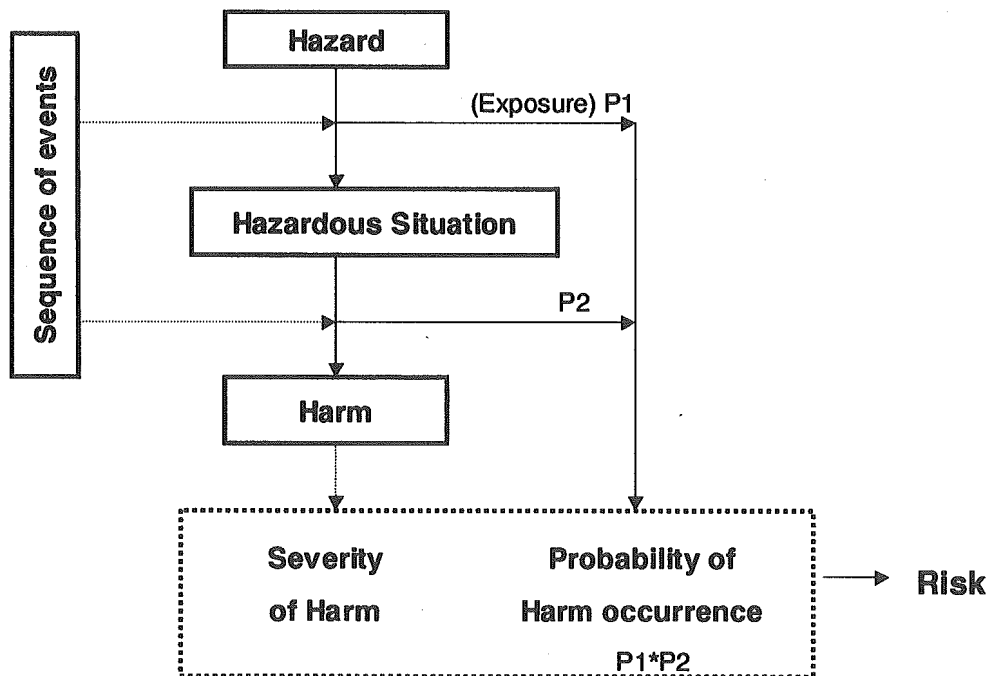 Hazard
Sequence of events
(Exposure) P1
Hazardous Situation
P2
Harm
Severity
of Harm
Probability of
Harm occurrence
P1*P2
Risk